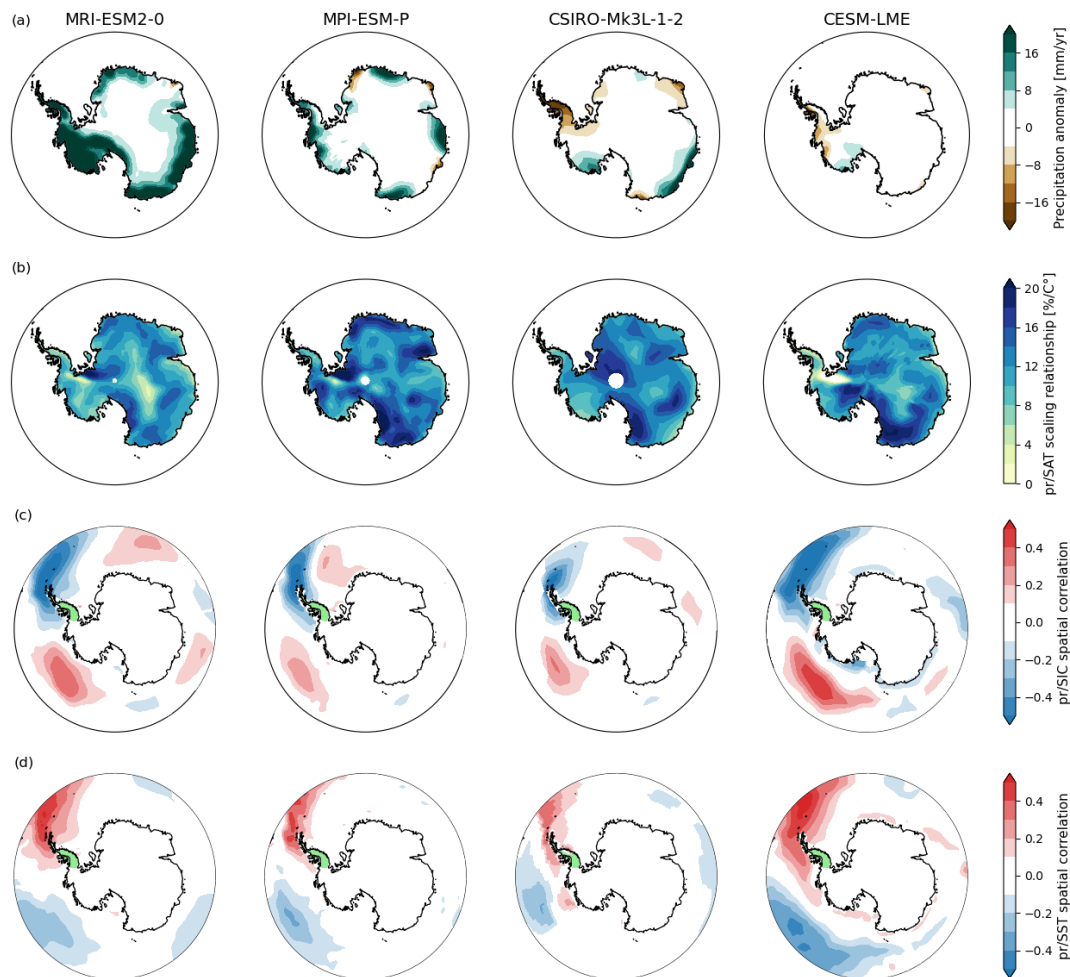 MRI-ESM2-0 MPI-ESM-P CSIRO-Mk3L-1-2 CESM-LME
(a)
16
8
0
−8
−16
Precipitation anomaly [mm/yr]
(b)
20
16
12
8
4
0
pr/SAT scaling relationship [%/C°]
(c)
0.4
0.2
0.0
−0.2
−0.4
pr/SIC spatial correlation
(d)
0.4
0.2
0.0
−0.2
−0.4
pr/SST spatial correlation